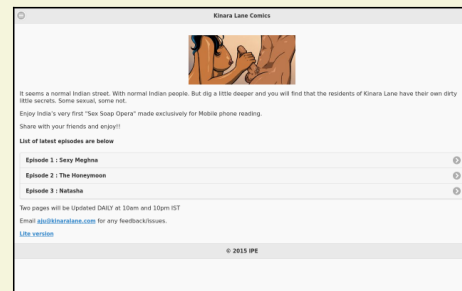 Kinara Lane Comics
It seems a normal Indian street. With normal Indian people. But dig a little deeper and you will find that the residents of Kinara Lane have their own dirty
little secrets. Some sexual, some not.
Enjoy India's very first "Sex Soap Opera" made exclusively for Mobile phone reading.
Share with your friends and enjoy!!
List of latest episodes are below
Episode 1 : Sexy Meghna
Episode 2 : The Honeymoon
Episode 3 : Natasha
Two pages will be Updated DAILY at 10am and 10pm IST
Email aju@kinaralane.com for any feedback/issues.
Lite version
© 2015 IPE